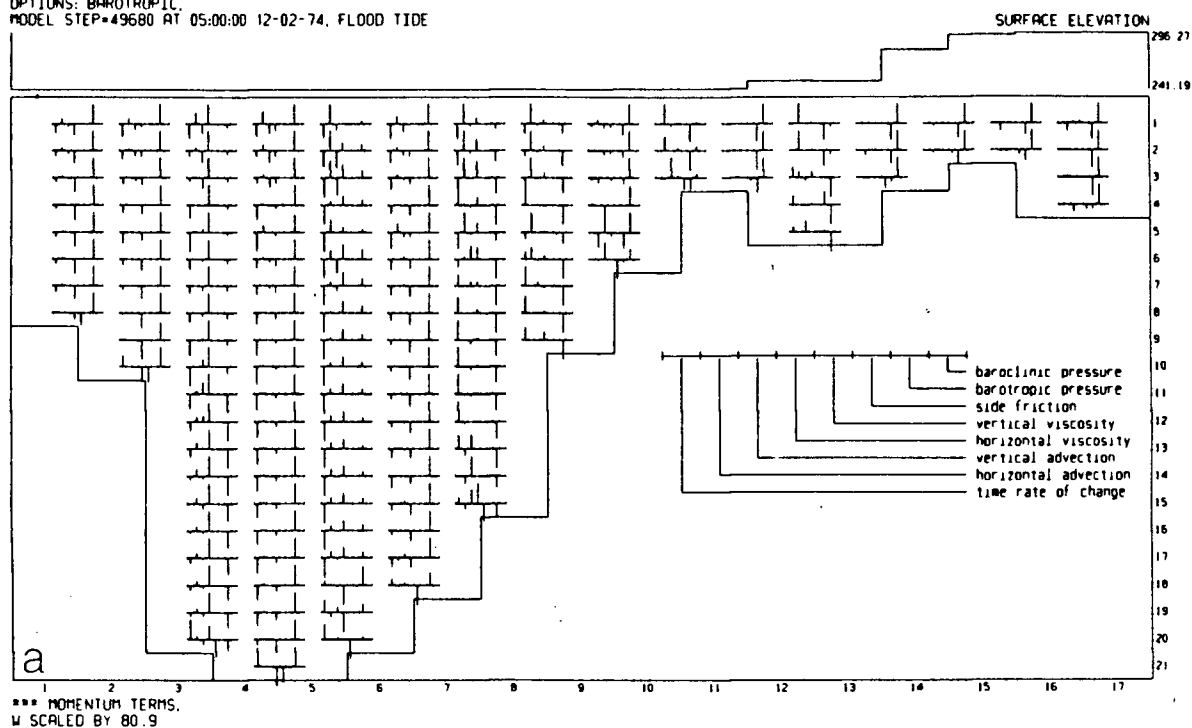 OPTIONS: BAROTROPIC,
MODEL STEP=49680 AT 05:00:00 12-02-74, FLOOD TIDE
SURFACE ELEVATION
296.27
241.19
1
2
3
4
5
6
7
8
9
10
11
12
13
14
15
16
17
18
19
20
21
baroclinic pressure
barotropic pressure
side friction
vertical viscosity
horizontal viscosity
vertical advection
horizontal advection
time rate of change
a
1 2 3 4 5 6 7 8 9 10 11 12 13 14 15 16 17
*** MOMENTUM TERMS,
W SCALED BY 80.9